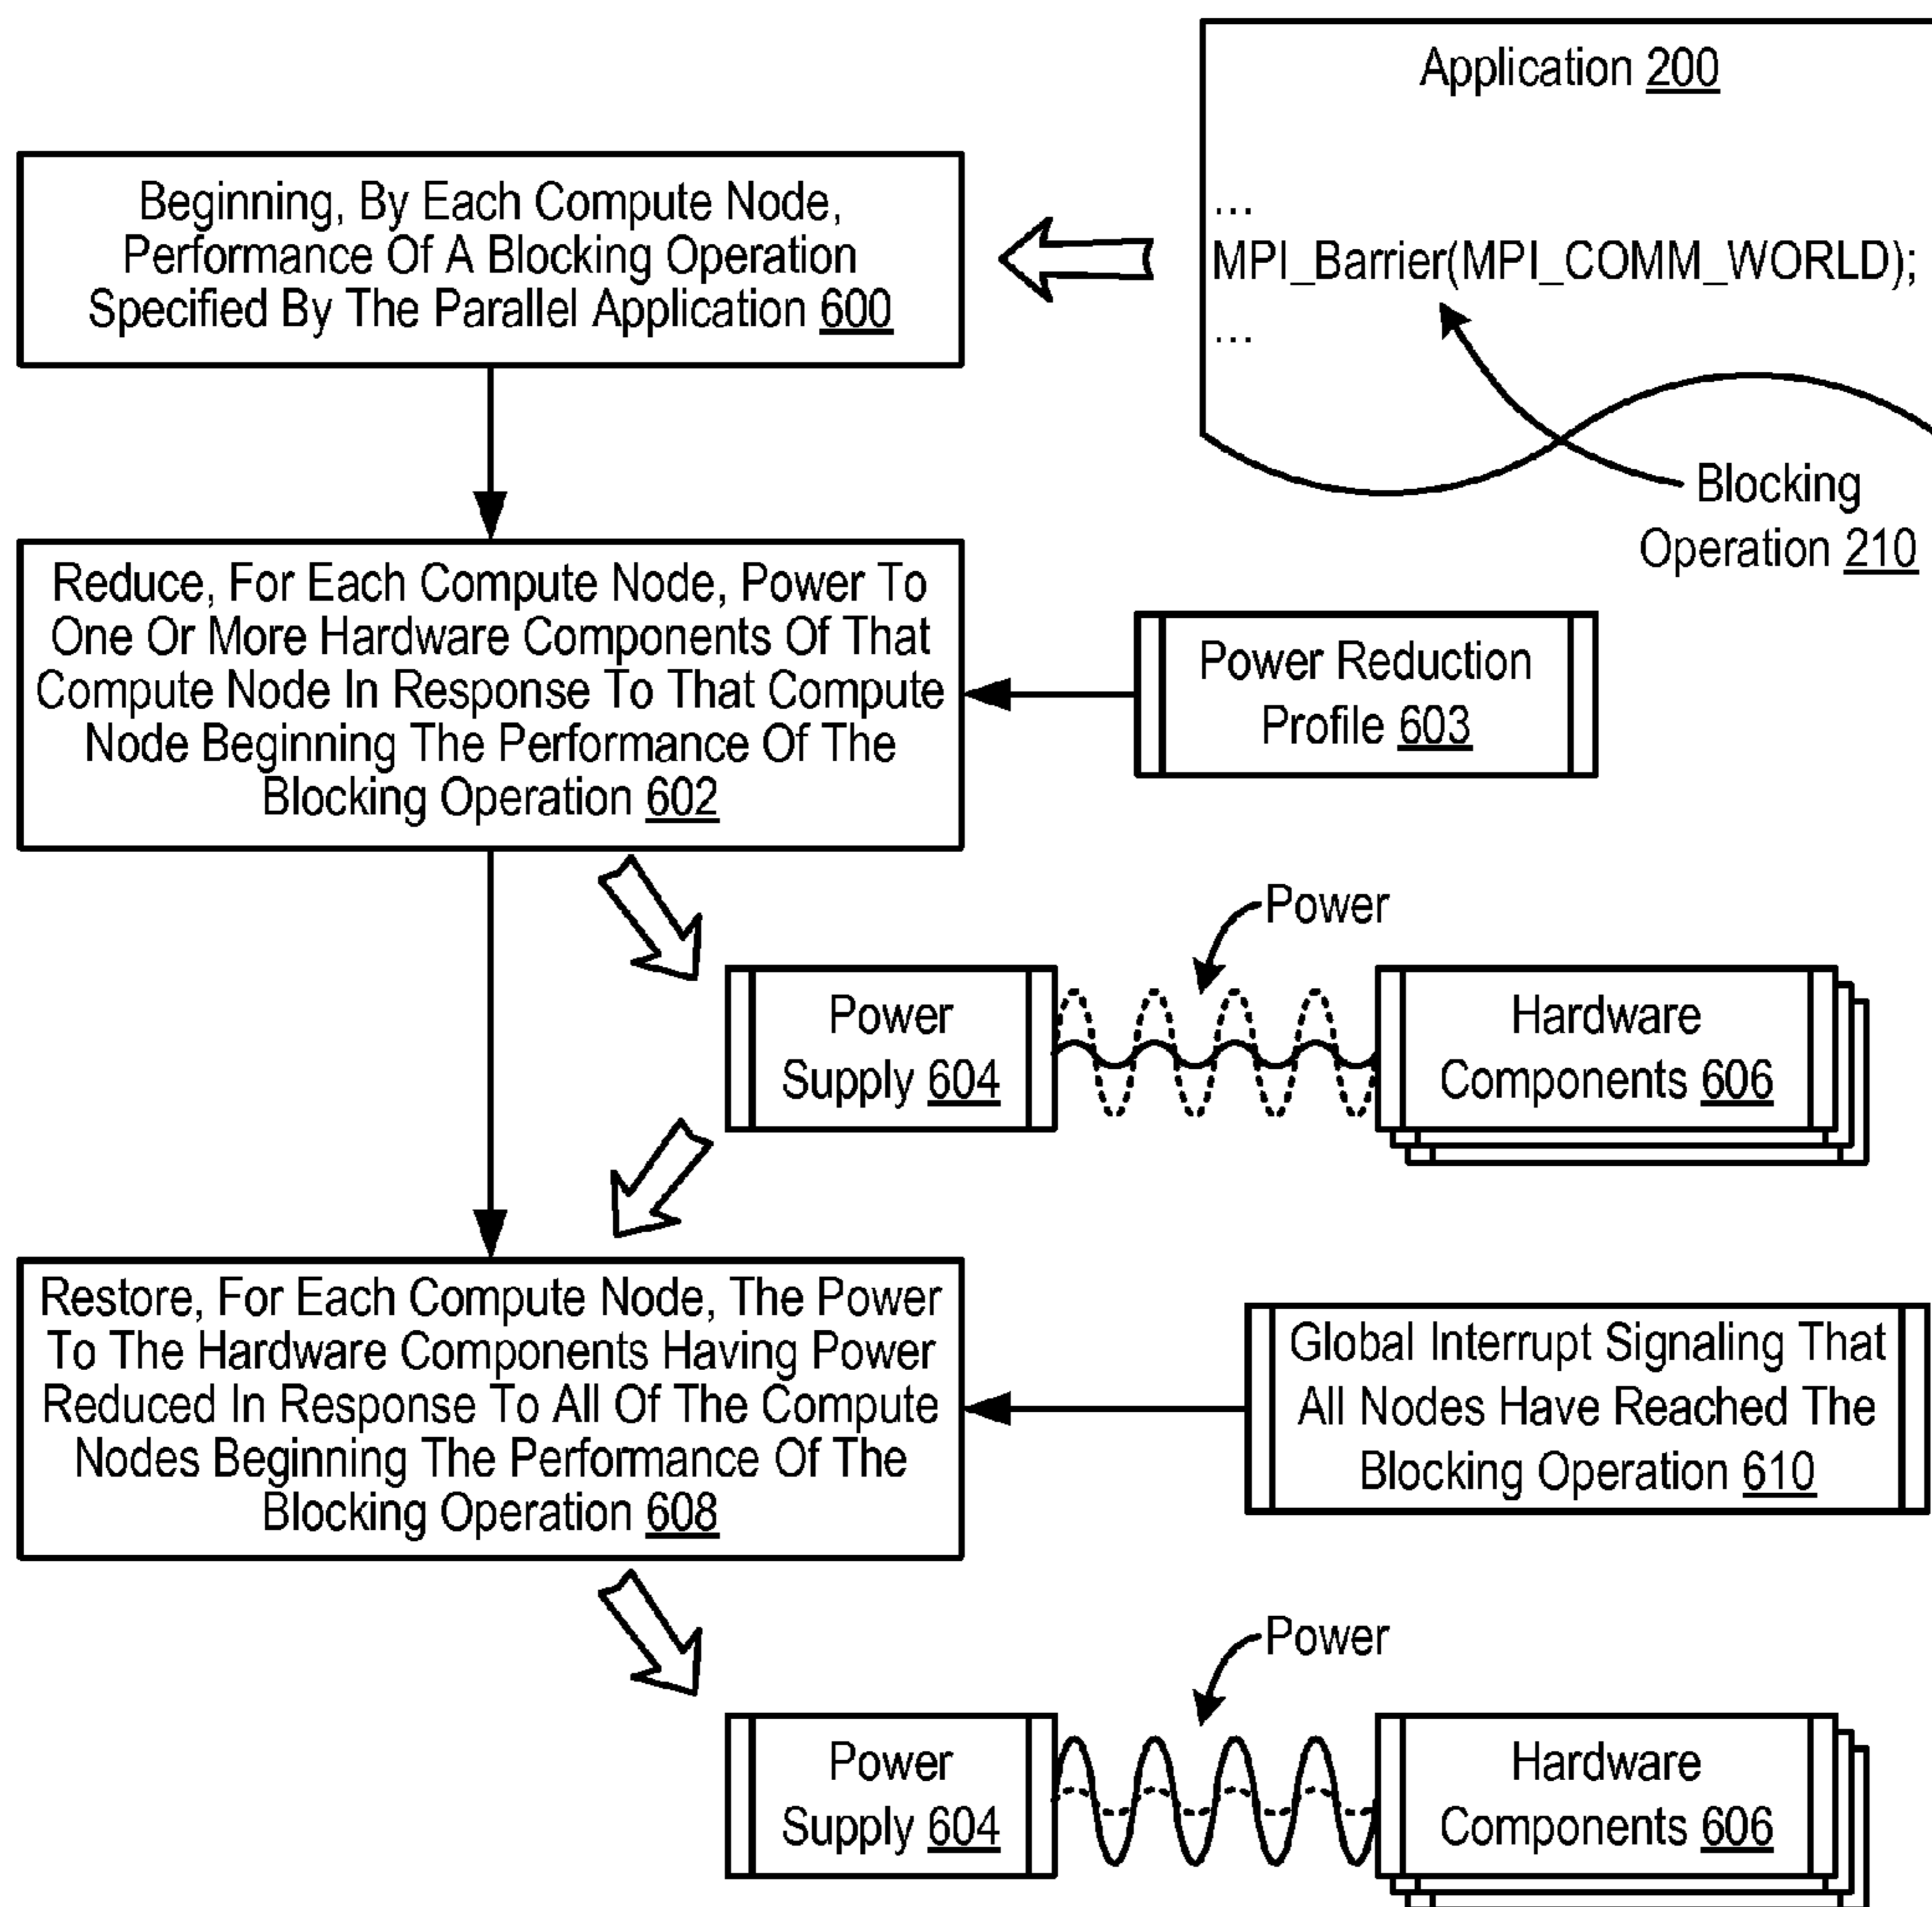 Application 200
...
MPI_Barrier(MPI_COMM_WORLD);
...
Blocking
Operation 210
Beginning, By Each Compute Node,
Performance Of A Blocking Operation
Specified By The Parallel Application 600
Reduce, For Each Compute Node, Power To
One Or More Hardware Components Of That
Compute Node In Response To That Compute
Node Beginning The Performance Of The
Blocking Operation 602
Power Reduction
Profile 603
Power
Power
Supply 604
Hardware
Components 606
Restore, For Each Compute Node, The Power
To The Hardware Components Having Power
Reduced In Response To All Of The Compute
Nodes Beginning The Performance Of The
Blocking Operation 608
Global Interrupt Signaling That
All Nodes Have Reached The
Blocking Operation 610
Power
Power
Supply 604
Hardware
Components 606